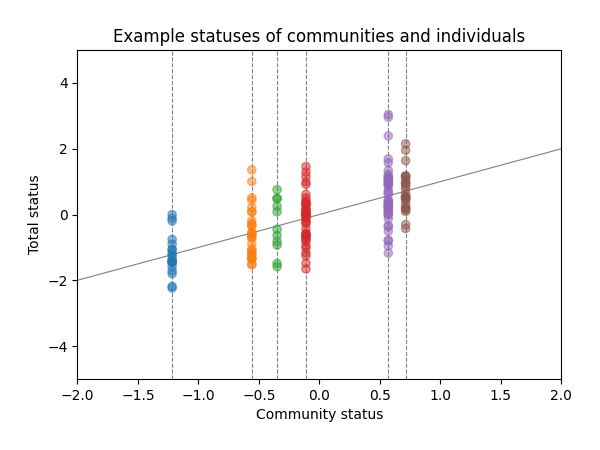 Example statuses of communities and individuals
4
2
0
−2
−4
Total status
−2.0 −1.5 −1.0 −0.5 0.0 0.5 1.0 1.5 2.0
Community status